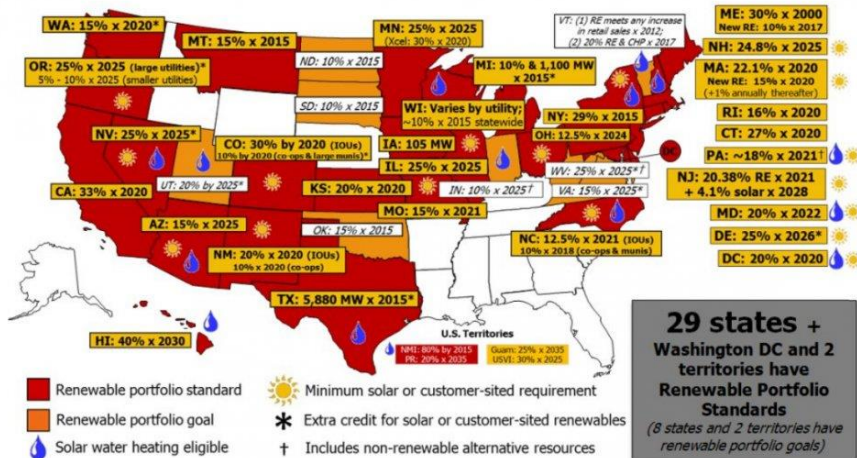 WA: 15% x 2020*
OR: 25% x 2025 (large utilities)*
5% - 10% x 2025 (smaller utilities)
MT: 15% x 2015
ND: 10% x 2015
SD: 10% x 2015
MN: 25% x 2025
(Xcel: 30% x 2020)
MI: 10% & 1,100 MW
x 2015*
WI: Varies by utility;
~10% x 2015 statewide
VT: (1) RE meets any increase
in retail sales x 2012;
(2) 20% RE & CHP x 2017
NY: 29% x 2015
OH: 12.5% x 2024
NV: 25% x 2025*
UT: 20% by 2025*
CO: 30% by 2020 (IOUs)
10% by 2020 (co-ops & large munis)*
IA: 105 MW
IL: 25% x 2025
IN: 10% x 2025†
WV: 25% x 2025*†
VA: 15% x 2025*
DC
CA: 33% x 2020
KS: 20% x 2020
MO: 15% x 2021
AZ: 15% x 2025
OK: 15% x 2015
NM: 20% x 2020 (IOUs)
10% x 2020 (co-ops)
NC: 12.5% x 2021 (IOUs)
10% x 2018 (co-ops & munis)
TX: 5,880 MW x 2015*
HI: 40% x 2030
ME: 30% x 2000
New RE: 10% x 2017
NH: 24.8% x 2025
MA: 22.1% x 2020
New RE: 15% x 2020
(+1% annually thereafter)
RI: 16% x 2020
CT: 27% x 2020
PA: ~18% x 2021†
NJ: 20.38% RE x 2021
+ 4.1% solar x 2028
MD: 20% x 2022
DE: 25% x 2026*
DC: 20% x 2020
U.S. Territories
NMI: 80% by 2015
PR: 20% x 2035
Guam: 25% x 2035
USVI: 30% x 2025
Renewable portfolio standard
Renewable portfolio goal
Solar water heating eligible
Minimum solar or customer-sited requirement
* Extra credit for solar or customer-sited renewables
† Includes non-renewable alternative resources
29 states +
Washington DC and 2
territories have
Renewable Portfolio
Standards
(8 states and 2 territories have
renewable portfolio goals)